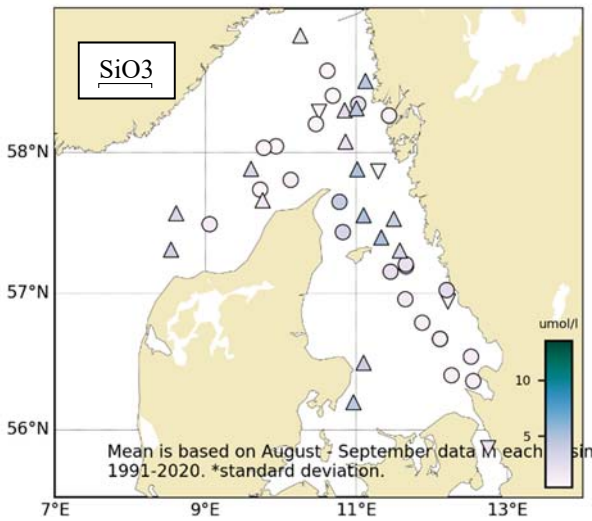 SiO3
58°N
57°N
56°N
umol/l
10
5
Mean is based on August - September data each
1991-2020. *standard deviation.
7°E 9°E 11°E 13°E